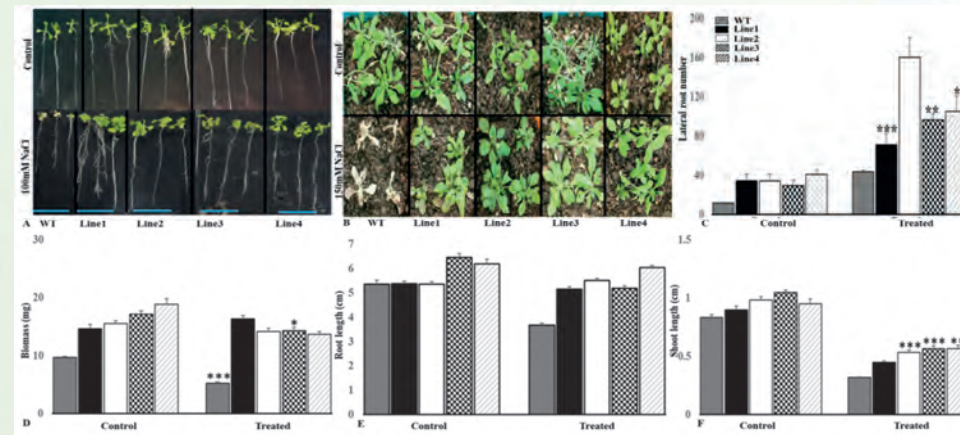 Control
100mM NaCl
A WT Line1 Line2 Line3 Line4
Control
150mM NaCl
B WT Line1 Line2 Line3 Line4
200
160
120
80
40
0
Lateral root number
WT
Line1
Line2
Line3
Line4
***
**
*
C Control Treated
30
20
10
0
Biomass (mg)
***
*
D Control Treated
7
6
5
4
3
2
1
0
Root length (cm)
E Control Treated
1.5
1
0.5
0
Shoot length (cm)
***
***
**
F Control Treated